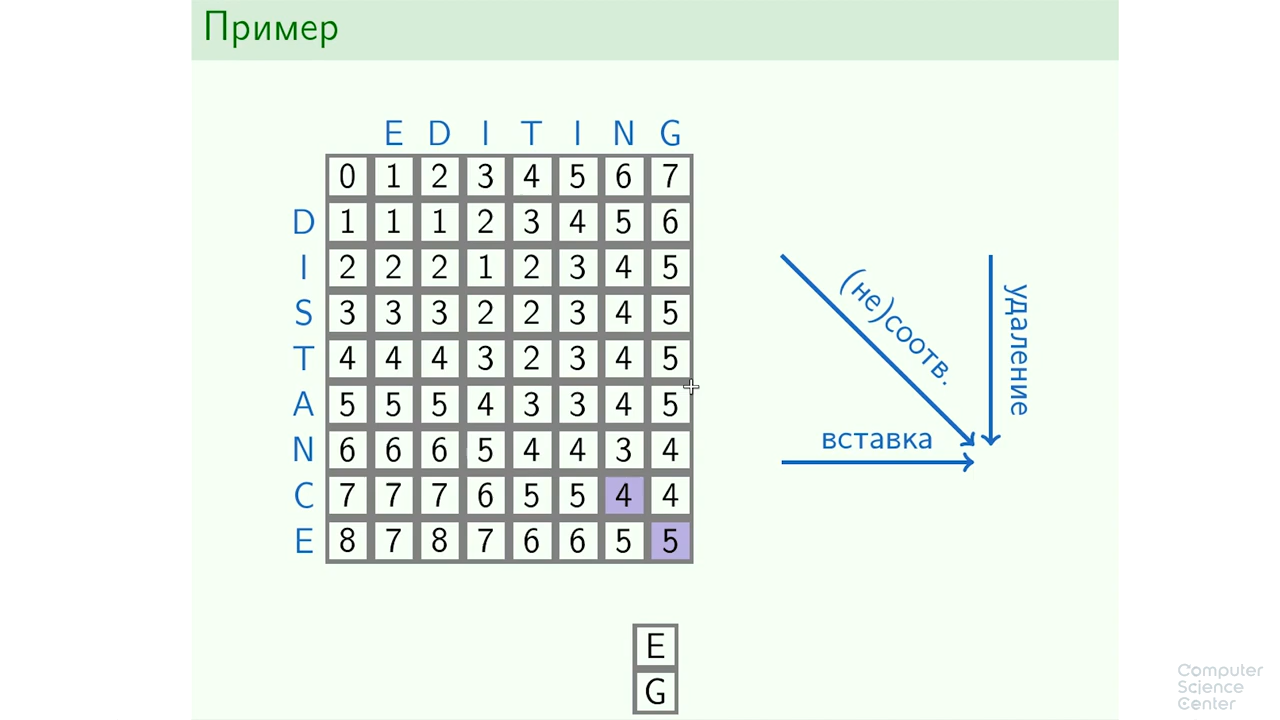 Пример
E D I T I N G
0 1 2 3 4 5 6 7
D 1 1 1 2 3 4 5 6
I 2 2 2 1 2 3 4 5
S 3 3 3 2 2 3 4 5
T 4 4 4 3 2 3 4 5
A 5 5 5 4 3 3 4 5
N 6 6 6 5 4 4 3 4
C 7 7 7 6 5 5 4 4
E 8 7 8 7 6 6 5 5
(не)соотв.
удаление
вставка
E
G
Computer
Science
Center